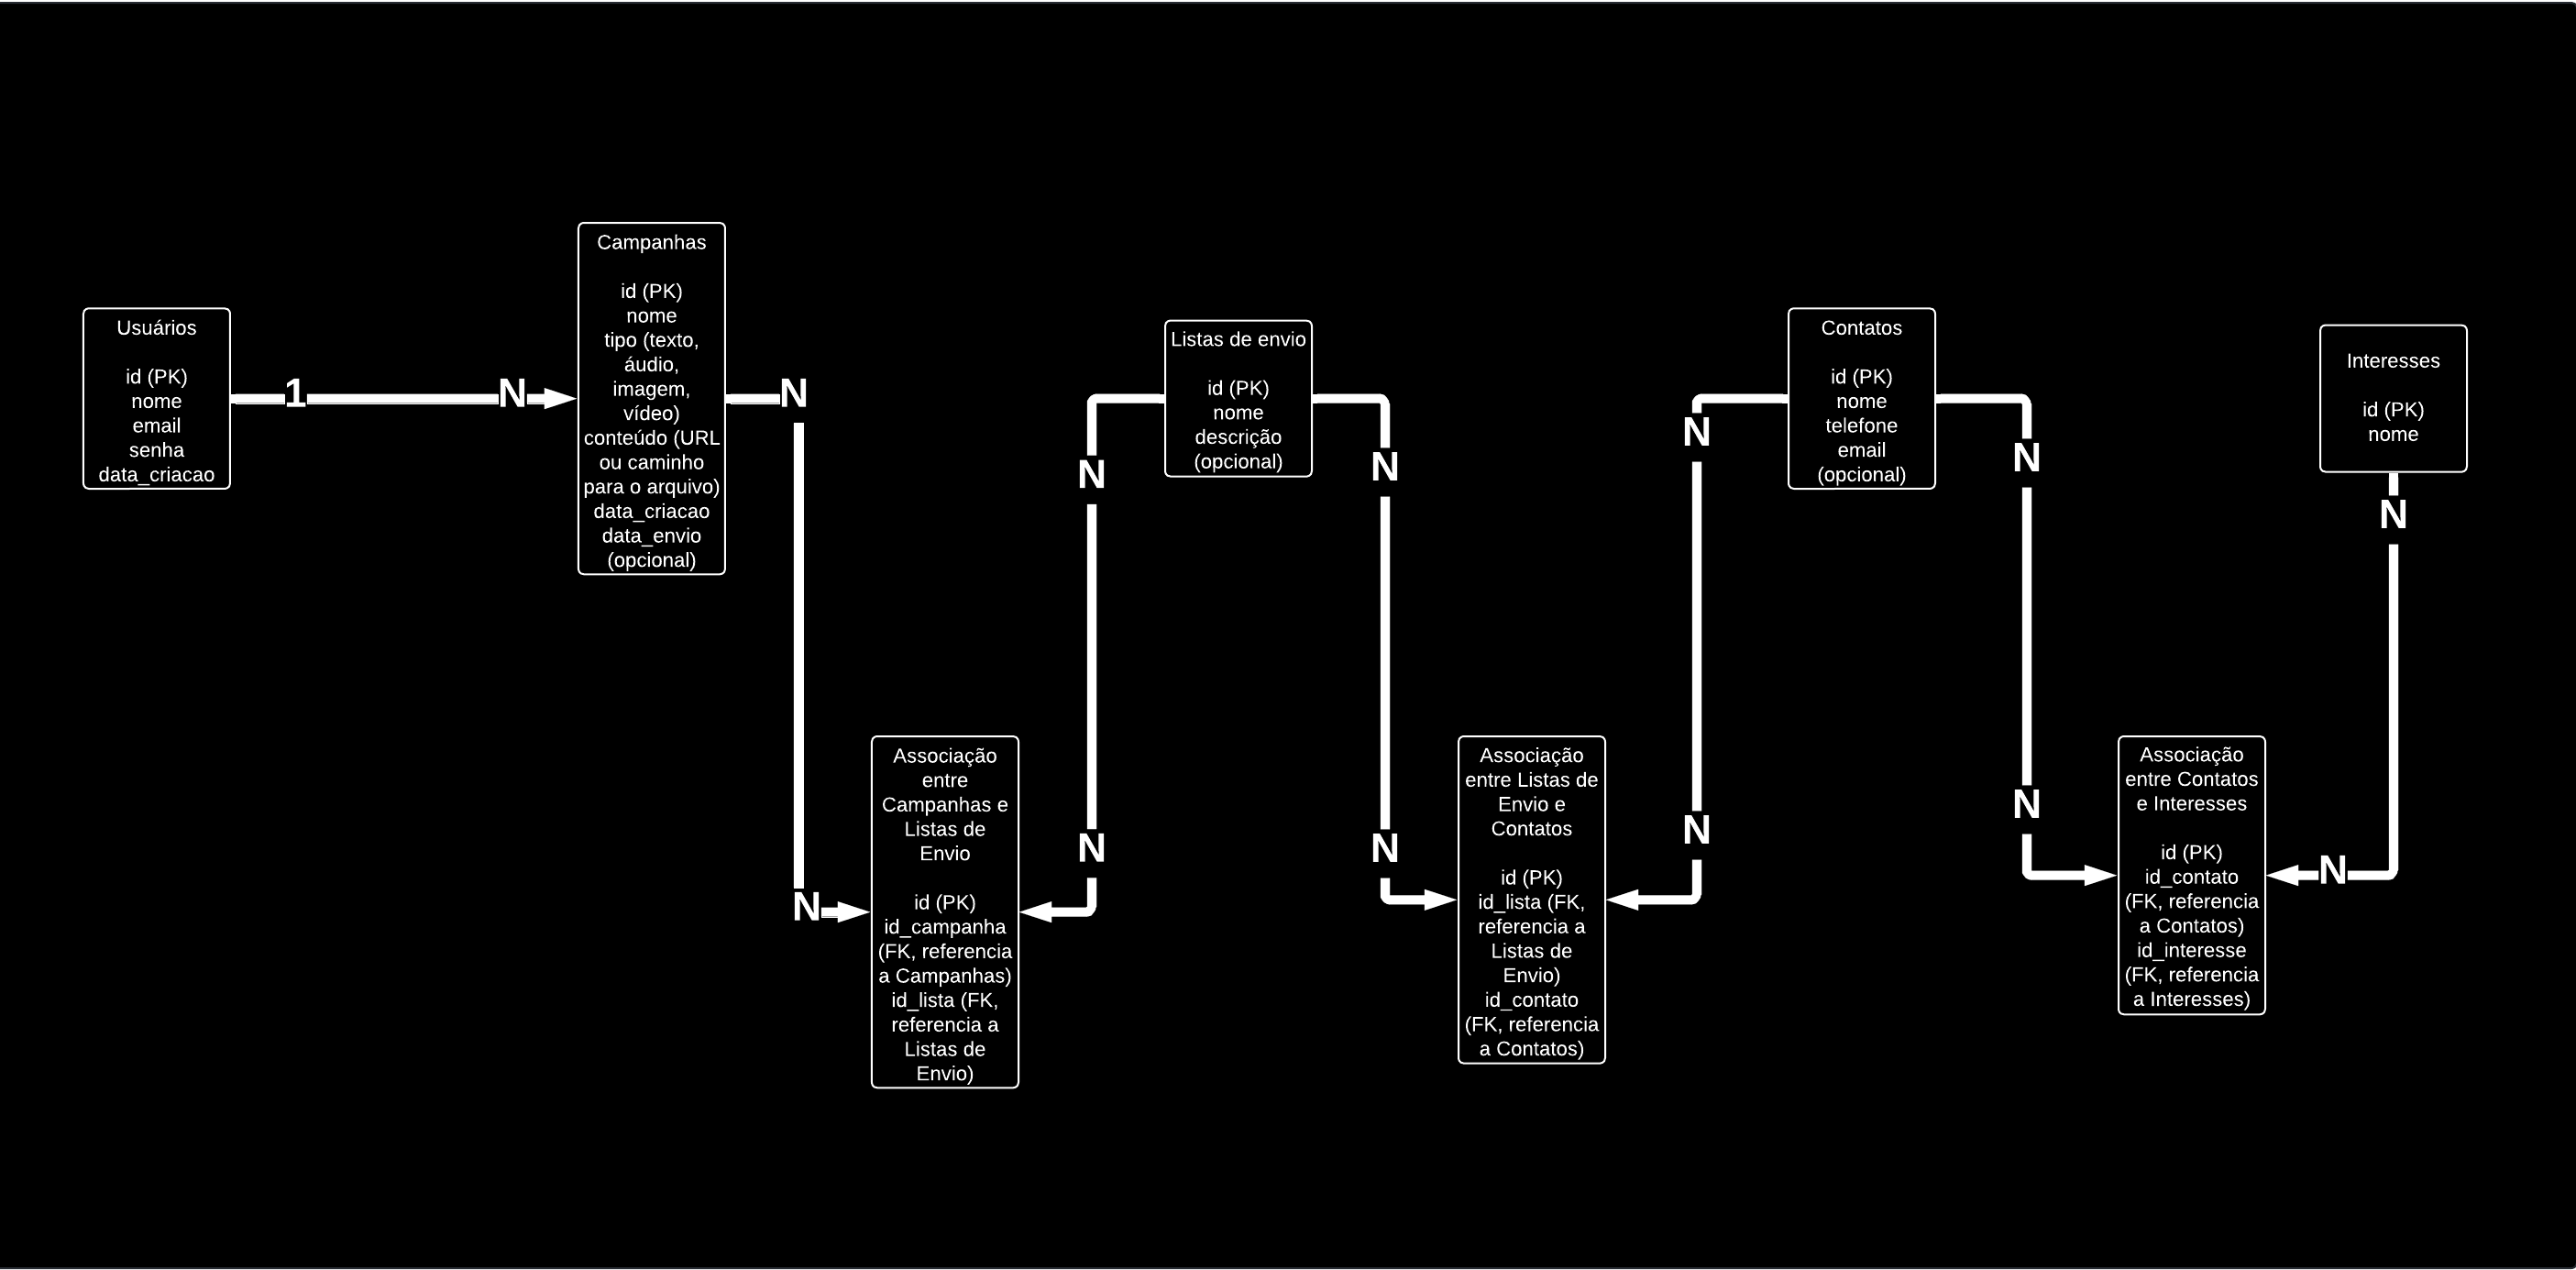 Usuários
id (PK)
nome
email
senha
data_criacao
1
N
Campanhas
id (PK)
nome
tipo (texto,
áudio,
imagem,
vídeo)
conteúdo (URL
ou caminho
para o arquivo)
data_criacao
data_envio
(opcional)
N
N
Associação
entre
Campanhas e
Listas de
Envio
id (PK)
id_campanha
(FK, referencia
a Campanhas)
id_lista (FK,
referencia a
Listas de
Envio)
N
N
Listas de envio
id (PK)
nome
descrição
(opcional)
N
N
Associação
entre Listas de
Envio e
Contatos
id (PK)
id_lista (FK,
referencia a
Listas de
Envio)
id_contato
(FK, referencia
a Contatos)
N
N
Contatos
id (PK)
nome
telefone
email
(opcional)
N
N
Associação
entre Contatos
e Interesses
id (PK)
id_contato
(FK, referencia
a Contatos)
id_interesse
(FK, referencia
a Interesses)
Interesses
id (PK)
nome
N
N